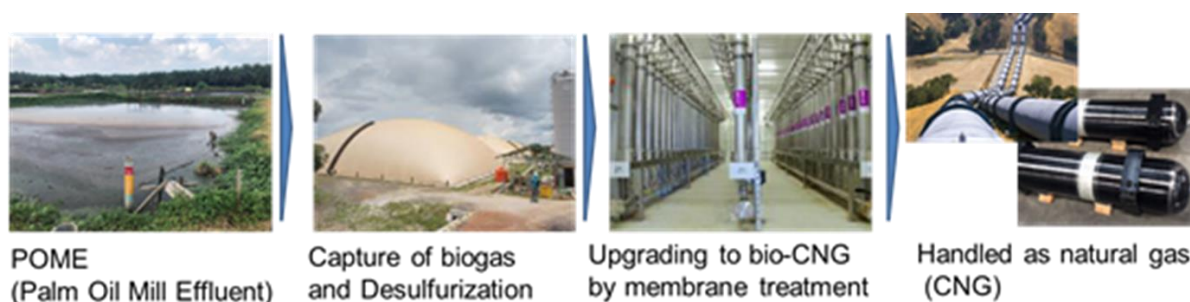 POME
(Palm Oil Mill Effluent)
Capture of biogas
and Desulfurization
Upgrading to bio-CNG
by membrane treatment
Handled as natural gas
(CNG)